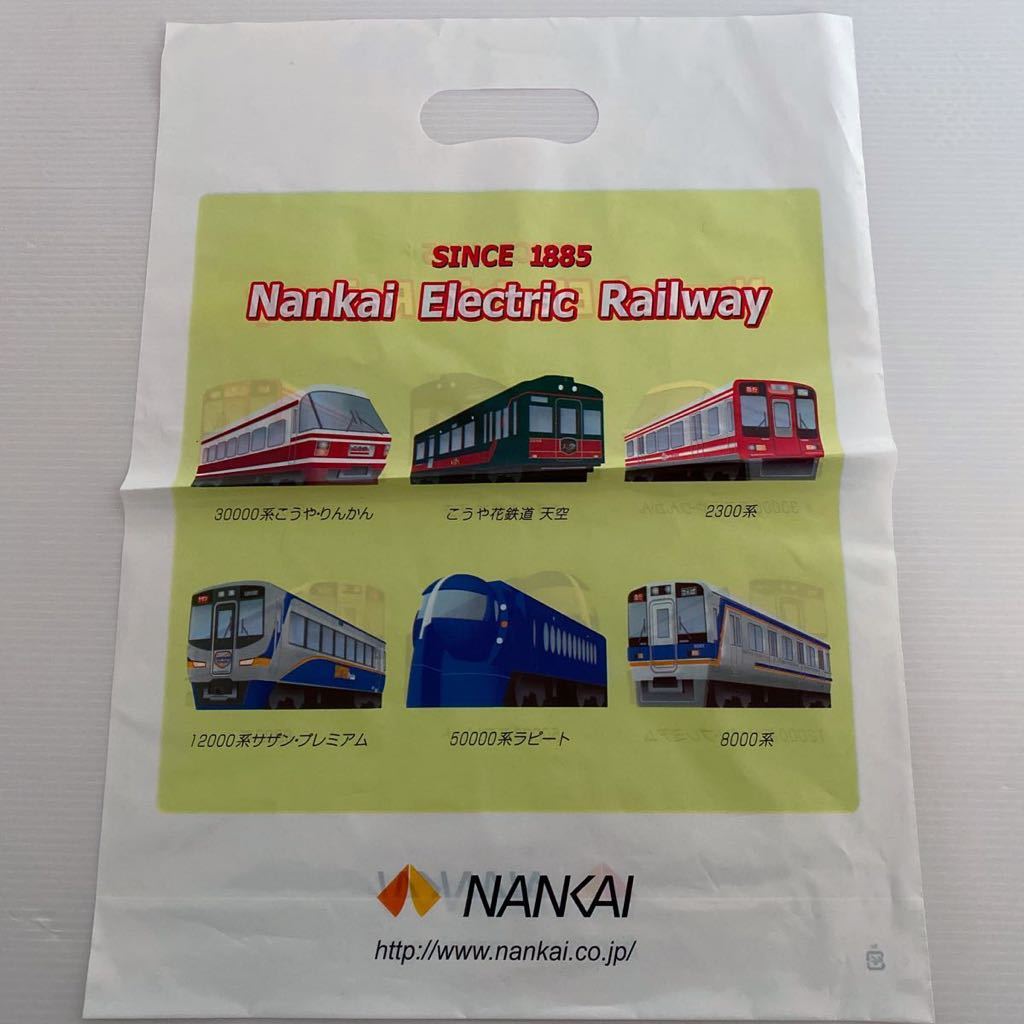 SINCE 1885
Nankai Electric Railway
30000系こうや・りんかん
こうや花鉄道 天空
2300系
12000系サザン・プレミアム
50000系ラピート
8000系
NANKAI
http://www.nankai.co.jp/